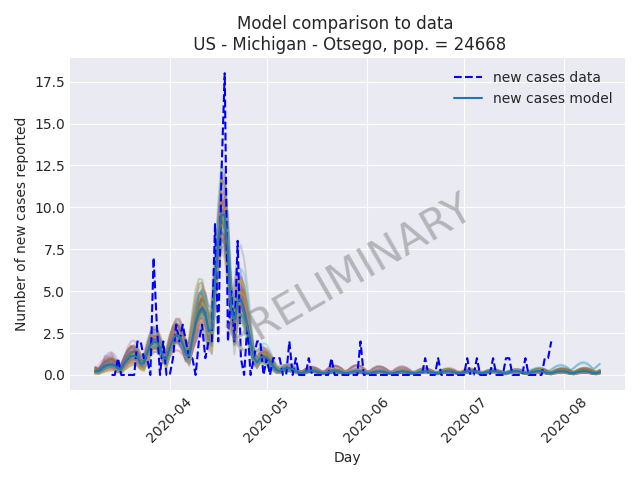 Model comparison to data
US - Michigan - Otsego, pop. = 24668
new cases data
new cases model
Number of new cases reported
17.5
15.0
12.5
10.0
7.5
5.0
2.5
0.0
PRELIMINARY
2020-04
2020-05
2020-06
2020-07
2020-08
Day